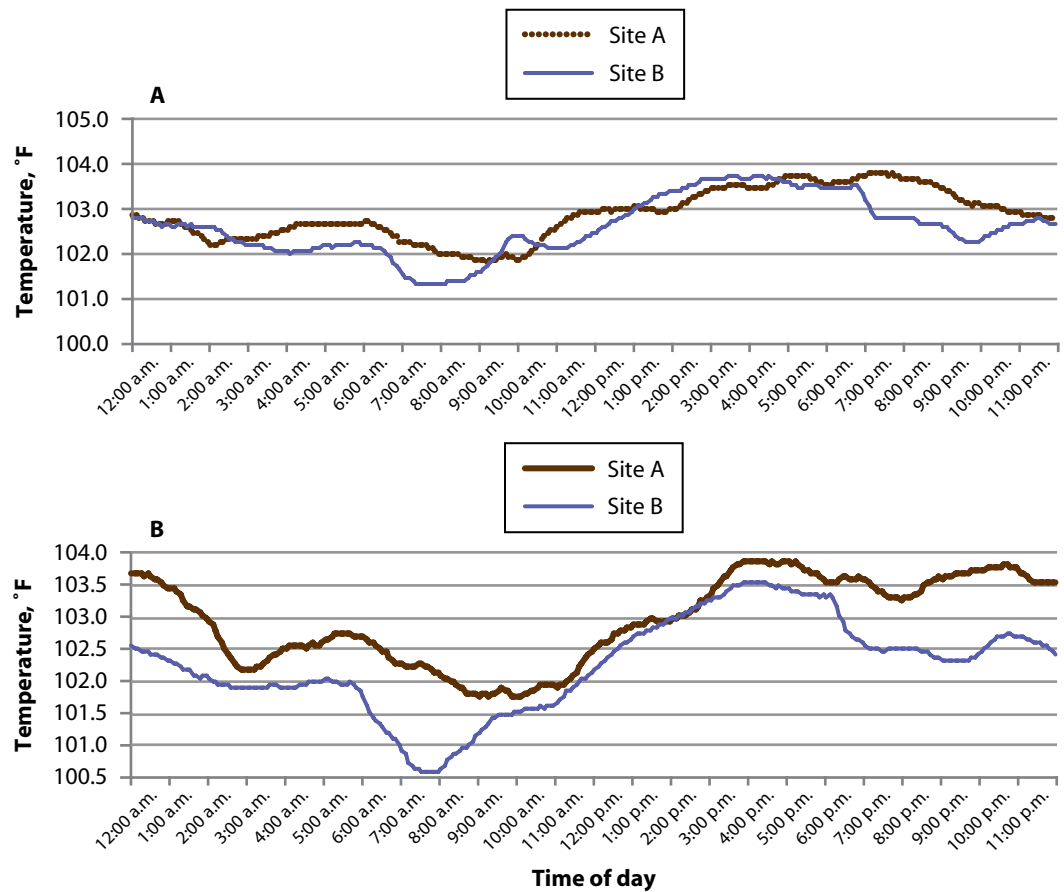 Site A
Site B
A
Temperature, ˚F
105.0
104.0
103.0
102.0
101.0
100.0
12:00 a.m.
1:00 a.m.
2:00 a.m.
3:00 a.m.
4:00 a.m.
5:00 a.m.
6:00 a.m.
7:00 a.m.
8:00 a.m.
9:00 a.m.
10:00 a.m.
11:00 a.m.
12:00 p.m.
1:00 p.m.
2:00 p.m.
3:00 p.m.
4:00 p.m.
5:00 p.m.
6:00 p.m.
7:00 p.m.
8:00 p.m.
9:00 p.m.
10:00 p.m.
11:00 p.m.
Site A
Site B
B
Temperature, ˚F
104.0
103.5
103.0
102.5
102.0
101.5
101.0
100.5
12:00 a.m.
1:00 a.m.
2:00 a.m.
3:00 a.m.
4:00 a.m.
5:00 a.m.
6:00 a.m.
7:00 a.m.
8:00 a.m.
9:00 a.m.
10:00 a.m.
11:00 a.m.
12:00 p.m.
1:00 p.m.
2:00 p.m.
3:00 p.m.
4:00 p.m.
5:00 p.m.
6:00 p.m.
7:00 p.m.
8:00 p.m.
9:00 p.m.
10:00 p.m.
11:00 p.m.
Time of day